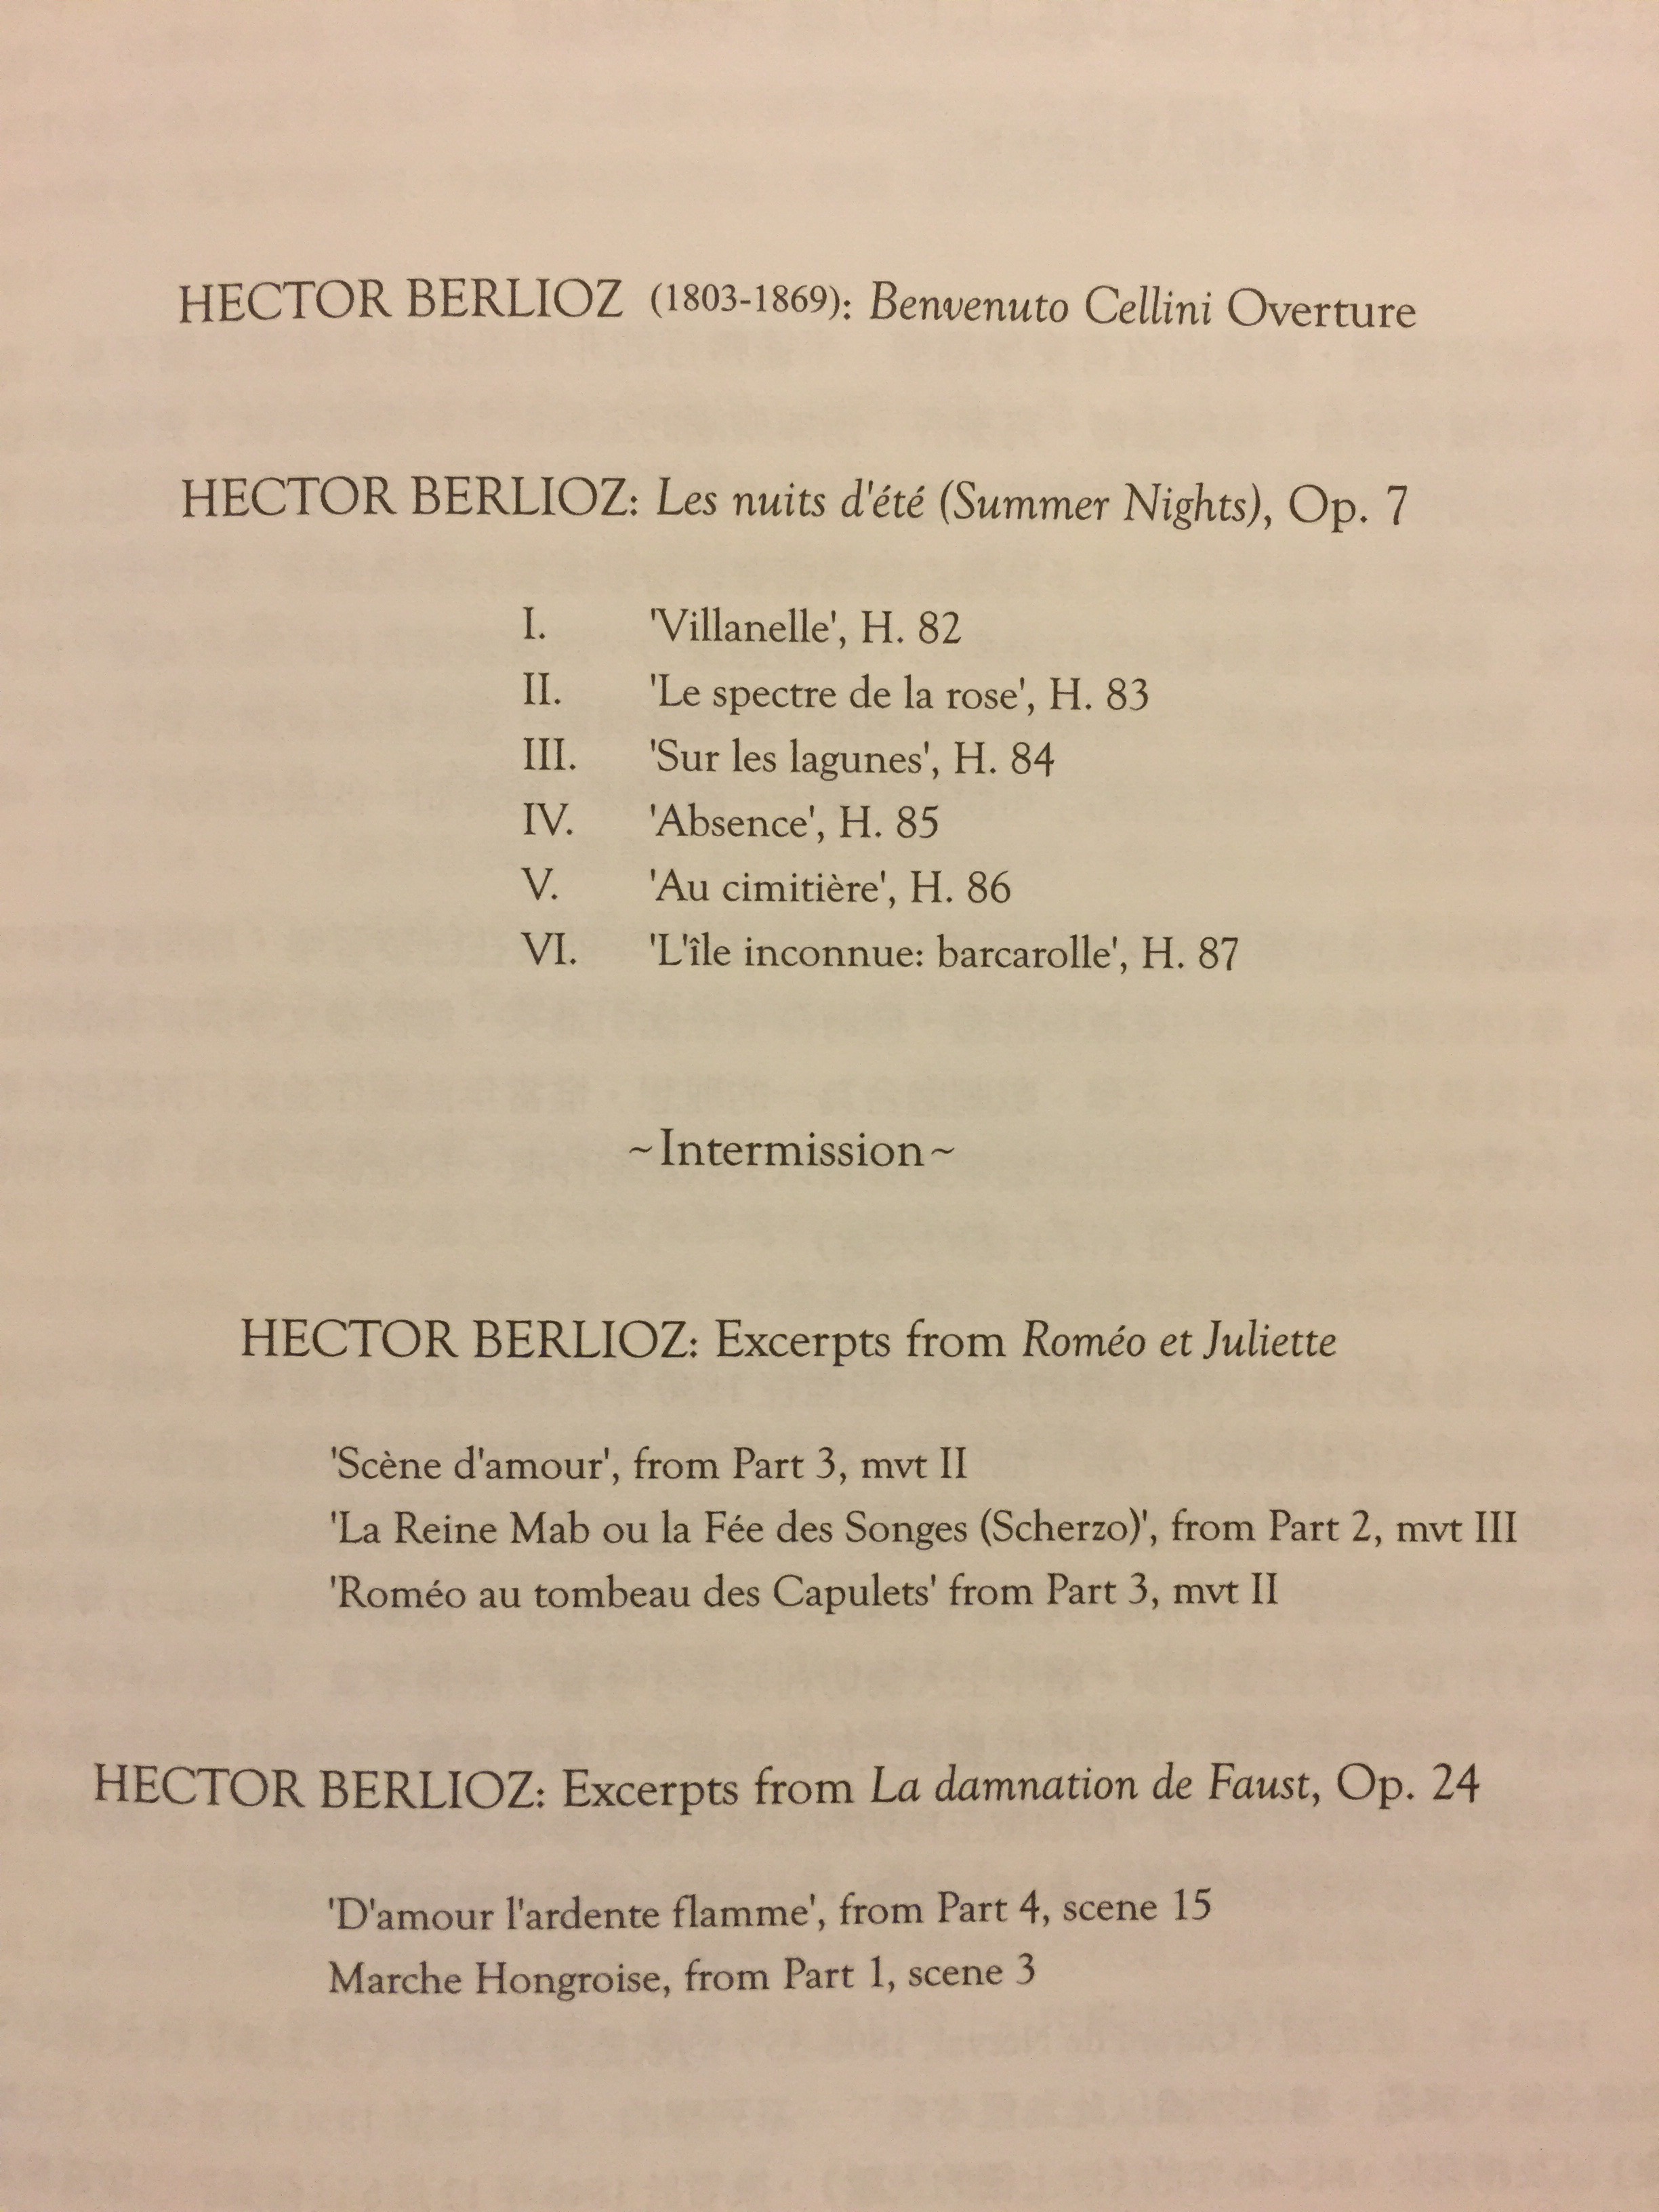 HECTOR BERLIOZ (1803-1869): Benvenuto Cellini Overture
HECTOR BERLIOZ: Les nuits d'été (Summer Nights), Op. 7
I. 'Villanelle', H. 82
II. 'Le spectre de la rose', H. 83
III. 'Sur les lagunes', H. 84
IV. 'Absence', H. 85
V. 'Au cimitière', H. 86
VI. 'L'île inconnue: barcarolle', H. 87
~Intermission~
HECTOR BERLIOZ: Excerpts from Roméo et Juliette
'Scène d'amour', from Part 3, mvt II
'La Reine Mab ou la Fée des Songes (Scherzo)', from Part 2, mvt III
'Roméo au tombeau des Capulets' from Part 3, mvt II
HECTOR BERLIOZ: Excerpts from La damnation de Faust, Op. 24
'D'amour l'ardente flamme', from Part 4, scene 15
Marche Hongroise, from Part 1, scene 3